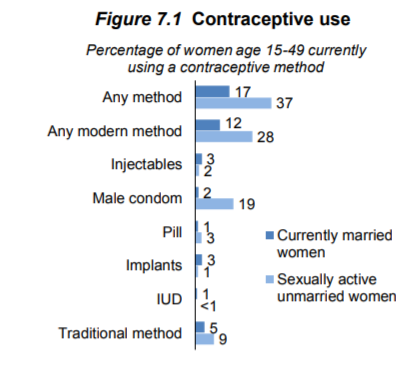 Figure 7.1 Contraceptive use
Percentage of women age 15-49 currently
using a contraceptive method
Any method 17
37
Any modern method 12
28
Injectables 3
2
Male condom 2
19
Pill 1
3
Implants 3
1
IUD 1
<1
Traditional method 5
9
Currently married
women
Sexually active
unmarried women